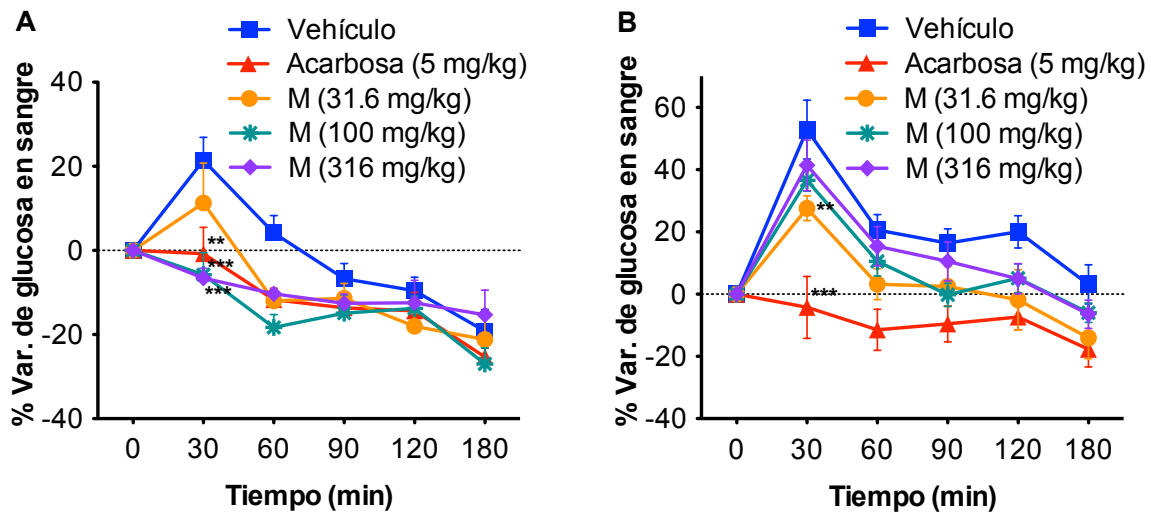 A
Vehículo
Acarbosa (5 mg/kg)
M (31.6 mg/kg)
M (100 mg/kg)
M (316 mg/kg)
% Var. de glucosa en sangre
40
20
0
-20
-40
**
***
***
0 30 60 90 120 180
Tiempo (min)
B
Vehículo
Acarbosa (5 mg/kg)
M (31.6 mg/kg)
M (100 mg/kg)
M (316 mg/kg)
% Var. de glucosa en sangre
60
40
20
0
-20
-40
**
***
0 30 60 90 120 180
Tiempo (min)